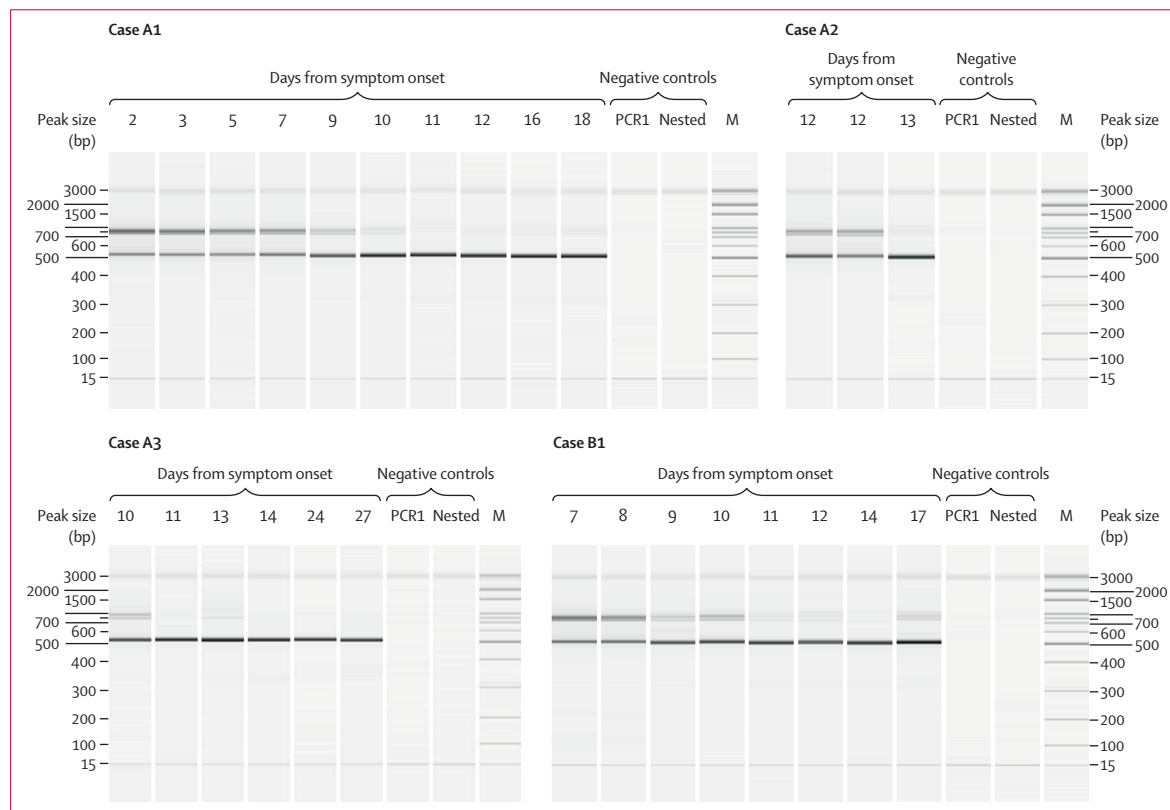 Case A1
Case A2
Days from symptom onset
Negative controls
Days from
symptom onset
Negative
controls
Peak size
(bp)
2 3 5 7 9 10 11 12 16 18 PCR1 Nested M
12 12 13 PCR1 Nested M
Peak size
(bp)
3000
2000
1500
700
600
500
400
300
200
100
15
3000
2000
1500
700
600
500
400
300
200
100
15
Case A3
Case B1
Days from symptom onset
Negative controls
Days from symptom onset
Negative controls
Peak size
(bp)
10 11 13 14 24 27 PCR1 Nested M
7 8 9 10 11 12 14 17 PCR1 Nested M
Peak size
(bp)
3000
2000
1500
700
600
500
400
300
200
100
15
3000
2000
1500
700
600
500
400
300
200
100
15